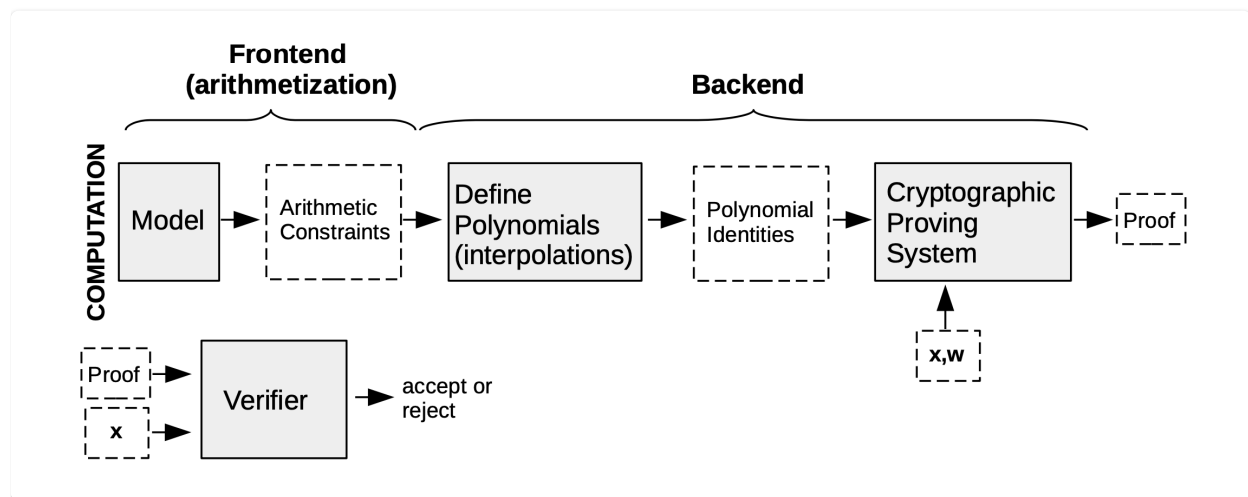 Frontend
(arithmetization)
Backend
COMPUTATION
Model
Arithmetic
Constraints
Define
Polynomials
(interpolations)
Polynomial
Identities
Cryptographic
Proving
System
Proof
x,w
Proof
x
Verifier
accept or
reject